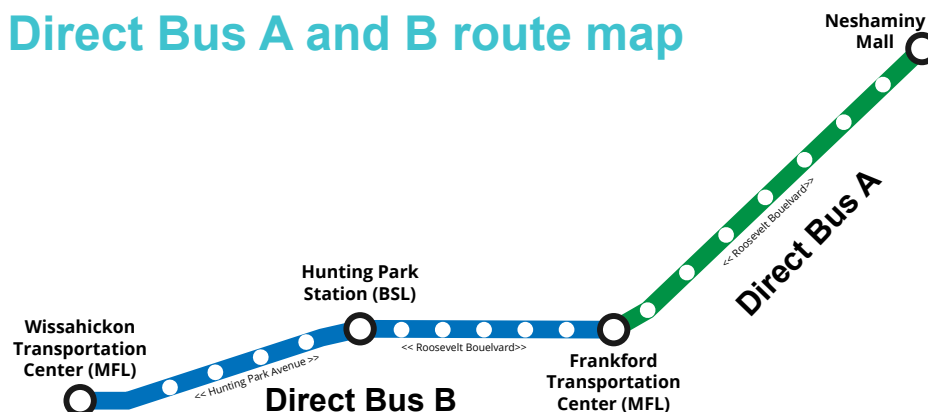 Direct Bus A and B route map
Neshaminy
Mall
<< Roosevelt Bouelvard>>
Direct Bus A
Hunting Park
Station (BSL)
<< Roosevelt Bouelvard>>
Wissahickon
Transportation
Center (MFL)
<< Hunting Park Avenue >>
Direct Bus B
Frankford
Transportation
Center (MFL)